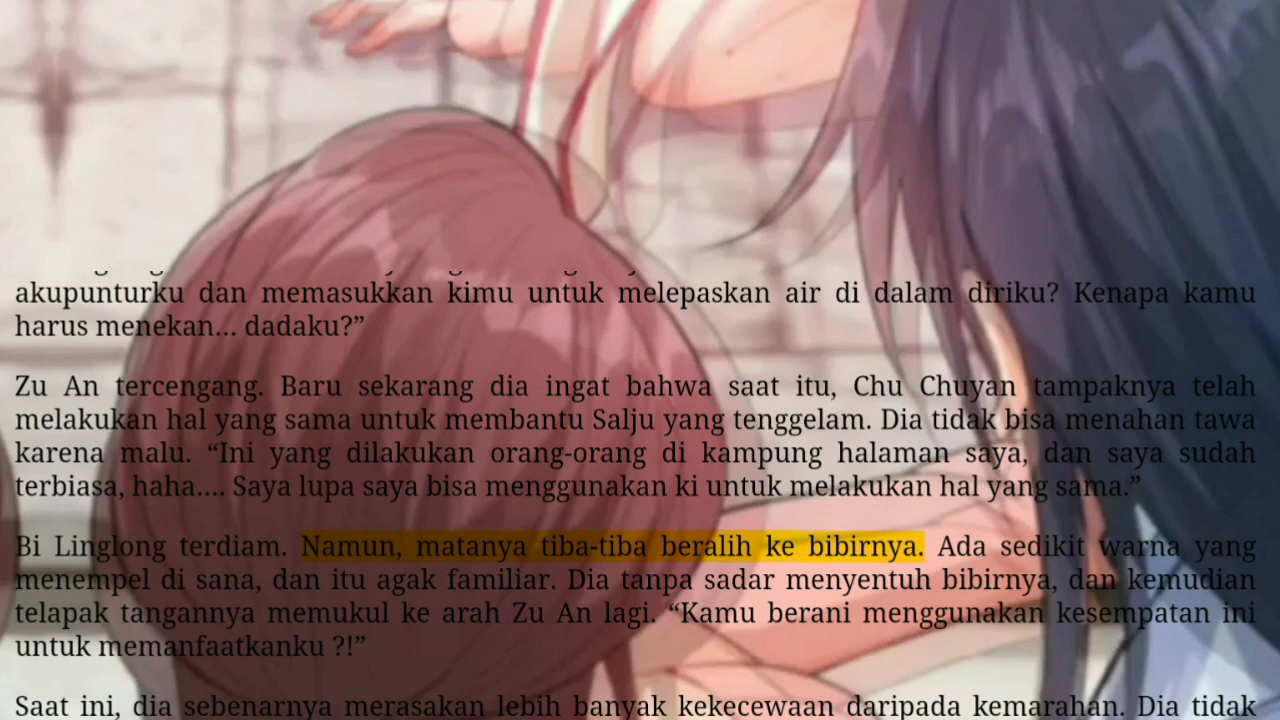 akupunturku dan memasukkan kimu untuk melepaskan air di dalam diriku? Kenapa kamu
harus menekan... dadaku?”
Zu An tercengang. Baru sekarang dia ingat bahwa saat itu, Chu Chuyan tampaknya telah
melakukan hal yang sama untuk membantu Salju yang tenggelam. Dia tidak bisa menahan tawa
karena malu. “Ini yang dilakukan orang-orang di kampung halaman saya, dan saya sudah
terbiasa, haha.... Saya lupa saya bisa menggunakan ki untuk melakukan hal yang sama.”
Bi Linglong terdiam. Namun, matanya tiba-tiba beralih ke bibirnya. Ada sedikit warna yang
menempel di sana, dan itu agak familiar. Dia tanpa sadar menyentuh bibirnya, dan kemudian
telapak tangannya memukul ke arah Zu An lagi. “Kamu berani menggunakan kesempatan ini
untuk memanfaatkanku ?!”
Saat ini, dia sebenarnya merasakan lebih banyak kekecewaan daripada kemarahan. Dia tidak